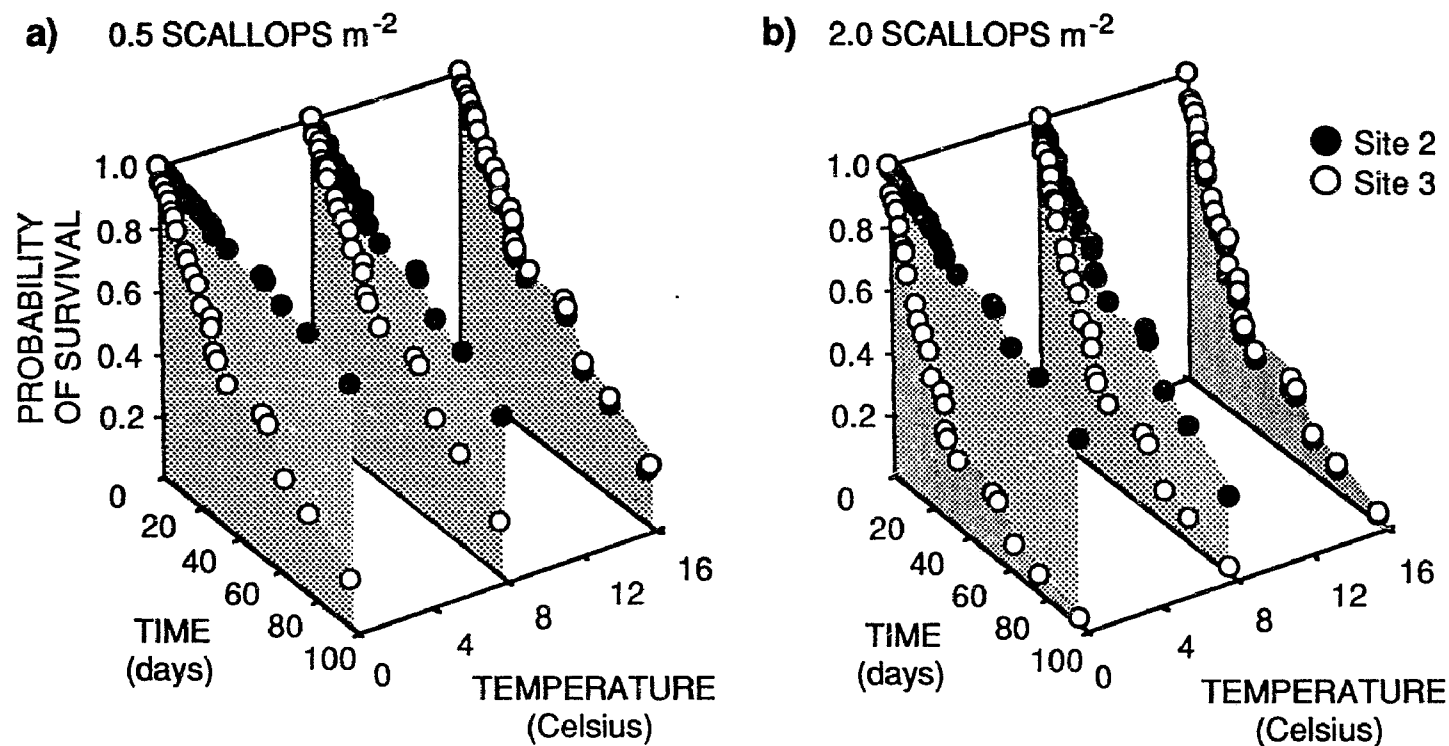 a) 0.5 SCALLOPS m⁻²
1.0
0.8
0.6
0.4
0.2
PROBABILITY
OF SURVIVAL
0
20
40
60
80
100
TIME
(days)
0
4
8
12
16
TEMPERATURE
(Celsius)
b) 2.0 SCALLOPS m⁻²
Site 2
Site 3
1.0
0.8
0.6
0.4
0.2
0
20
40
60
80
100
TIME
(days)
0
4
8
12
16
TEMPERATURE
(Celsius)